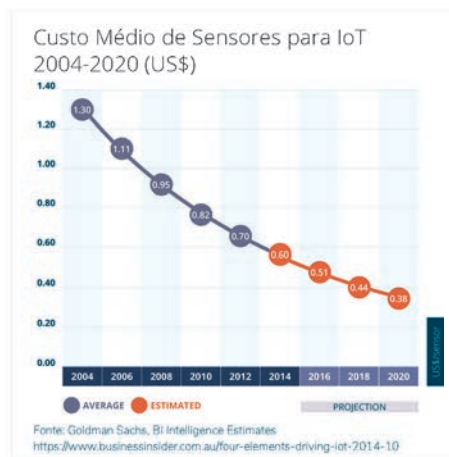 Custo Médio de Sensores para IoT
2004-2020 (US$)
1.40
1.20
1.00
0.80
0.60
0.40
0.20
0.00
1.30
1.11
0.95
0.82
0.70
0.60
0.51
0.44
0.38
US$/sensor
2004 2006 2008 2010 2012 2014 2016 2018 2020
AVERAGE ESTIMATED PROJECTION
Fonte: Goldman Sachs, BI Intelligence Estimates
https://www.businessinsider.com.au/four-elements-driving-iot-2014-10